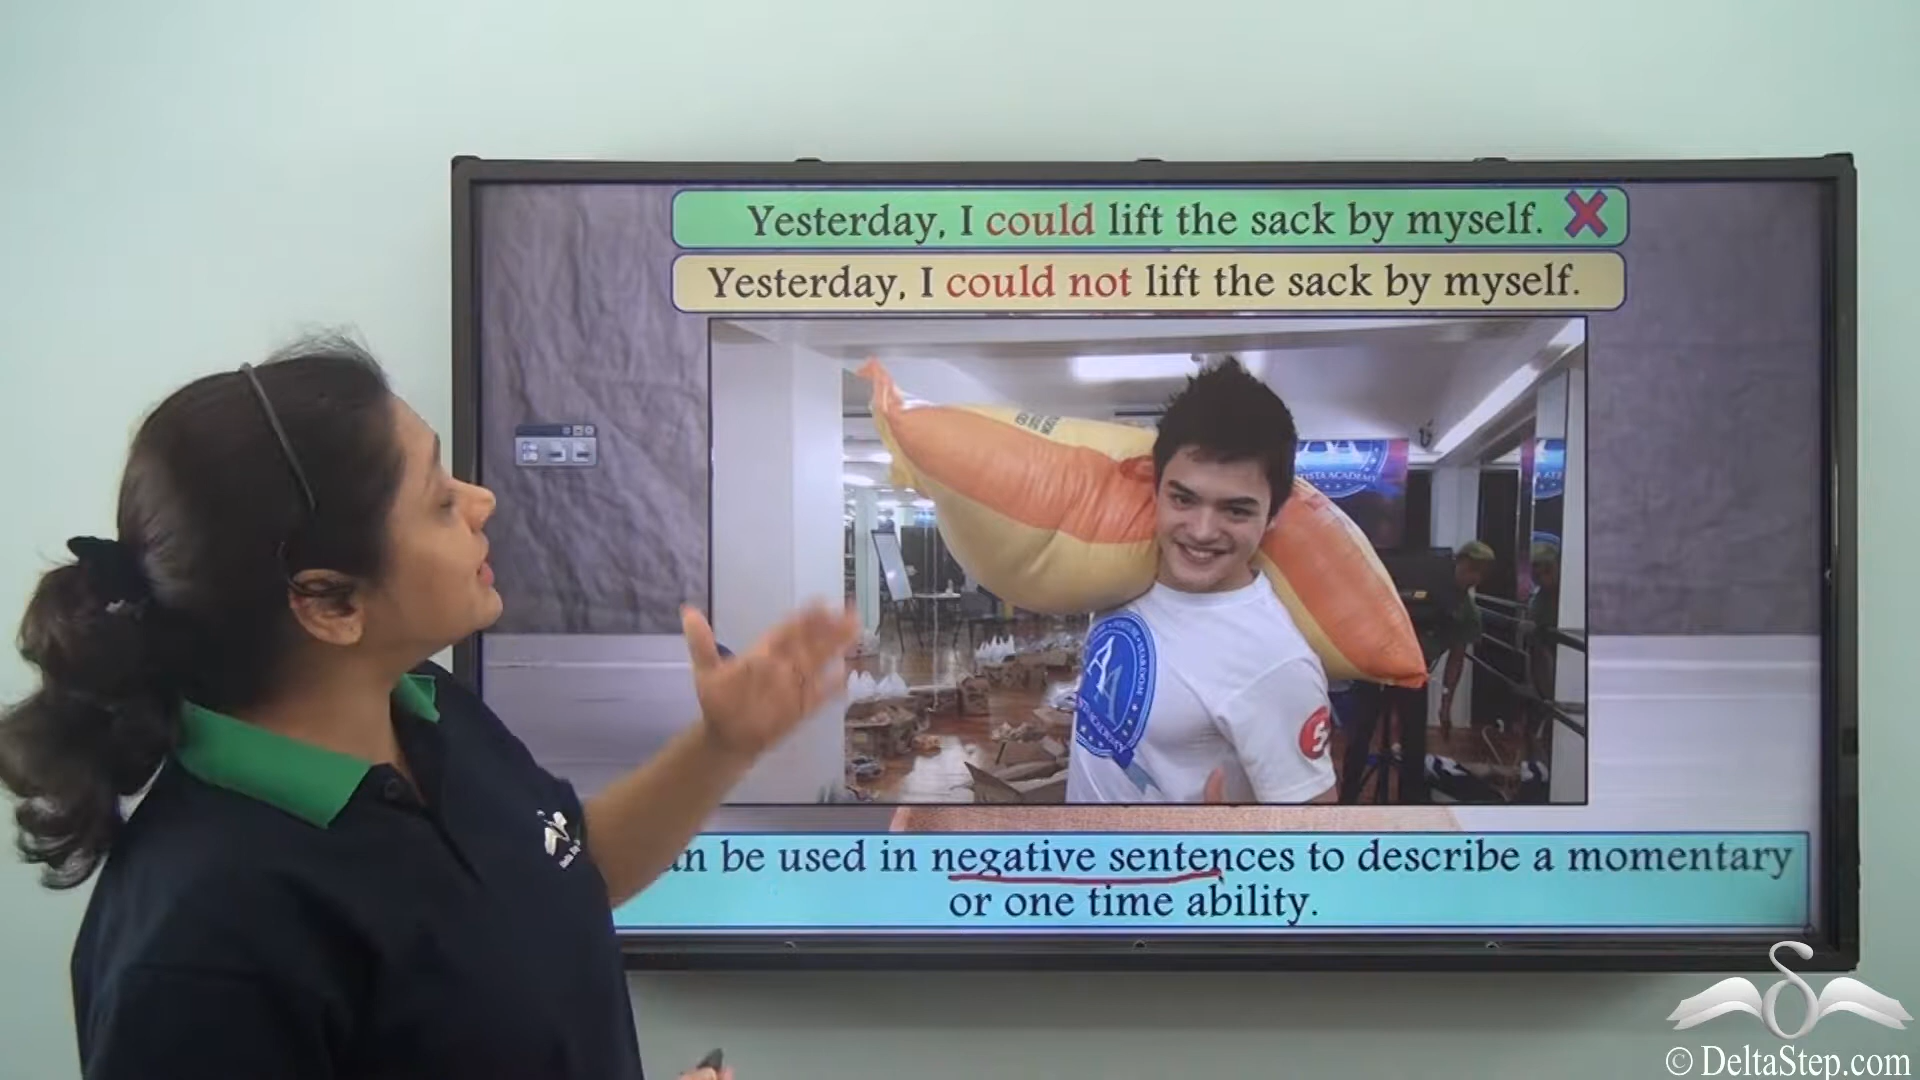 Yesterday, I could lift the sack by myself.
Yesterday, I could not lift the sack by myself.
AA
be used in negative sentences to describe a momentary
or one time ability.
© DeltaStep.com